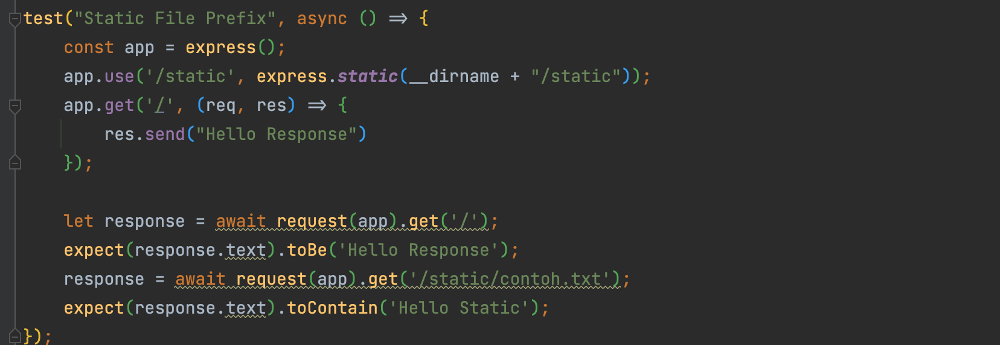 test("Static File Prefix", async () => {
    const app = express();
    app.use('/static', express.static(__dirname + "/static"));
    app.get('/', (req, res) => {
        res.send("Hello Response")
    });

    let response = await request(app).get('/');
    expect(response.text).toBe('Hello Response');
    response = await request(app).get('/static/contoh.txt');
    expect(response.text).toContain('Hello Static');
});